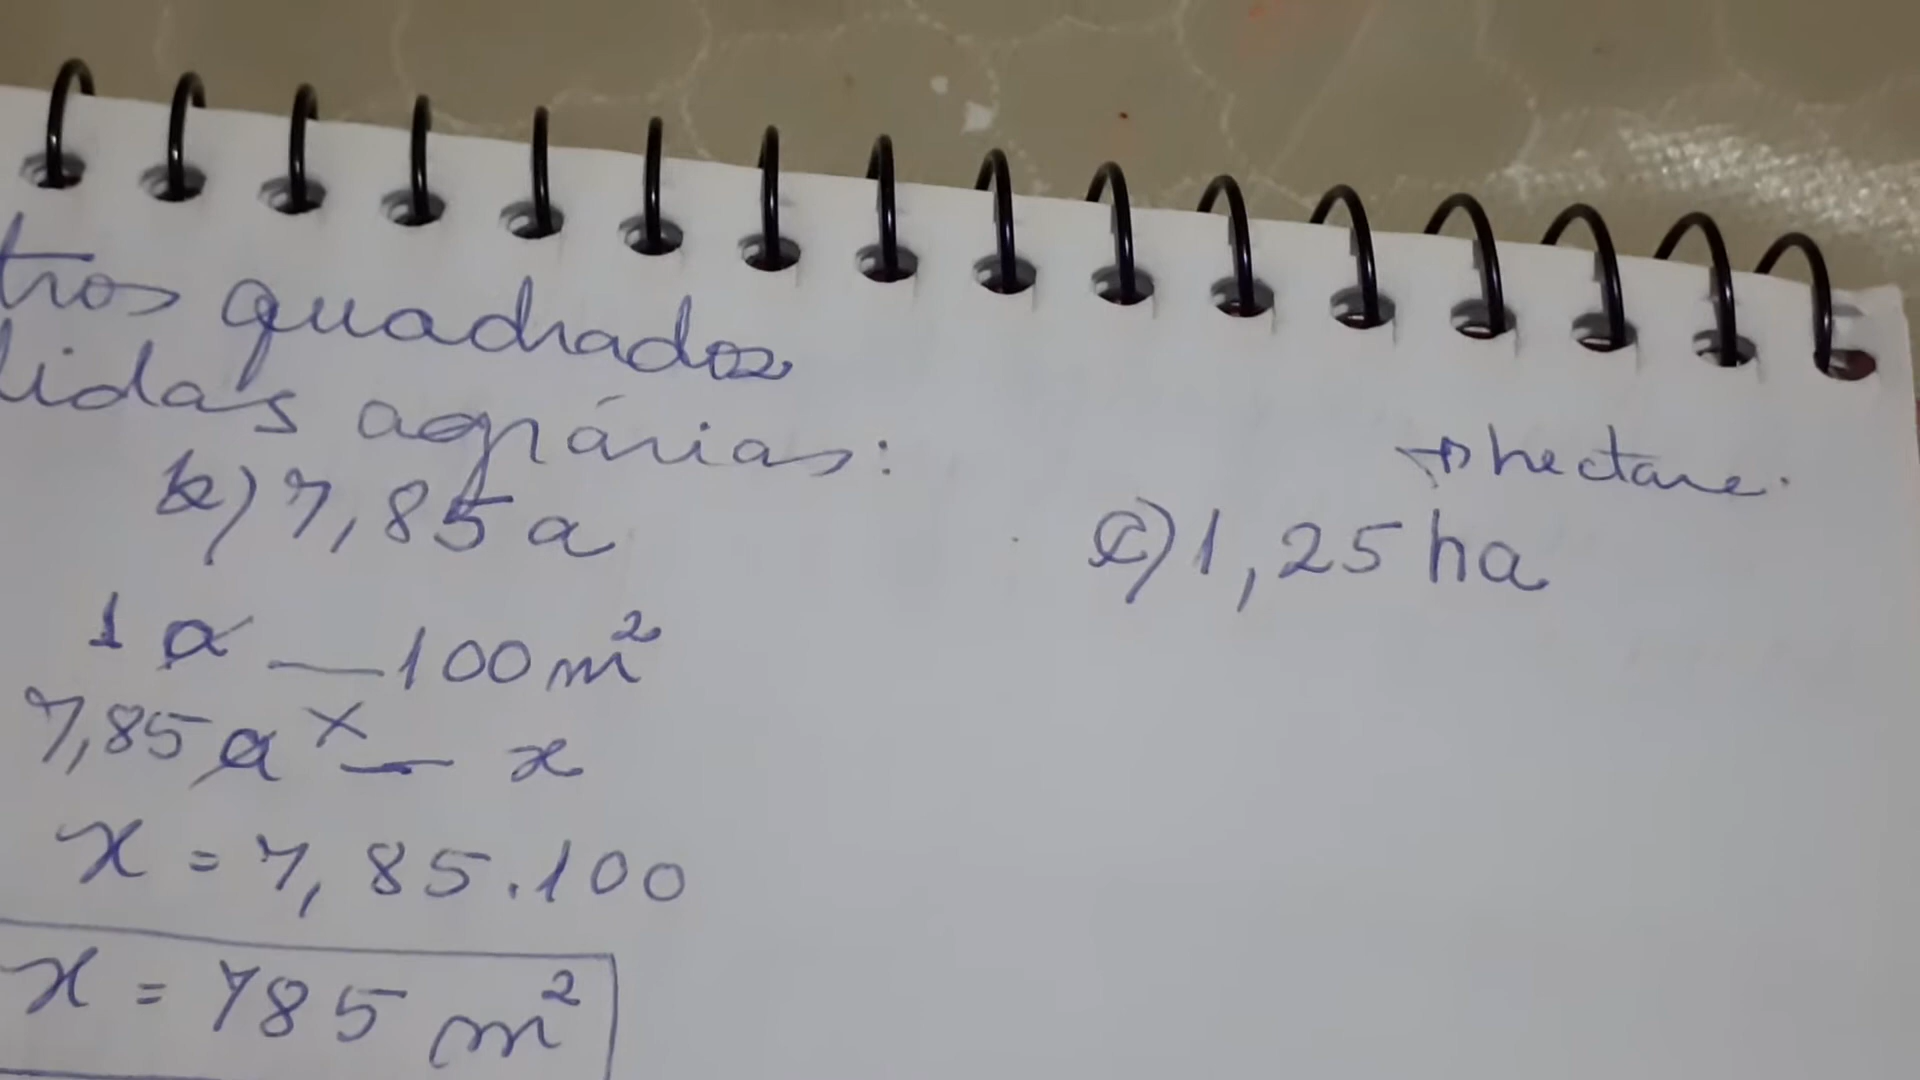 tros quadrados
didas agrárias:
b) 7,85 a
1 a — 100 m²
7,85 a x — x
x = 7,85.100
x = 785 m²
→ hectare.
c) 1,25 ha